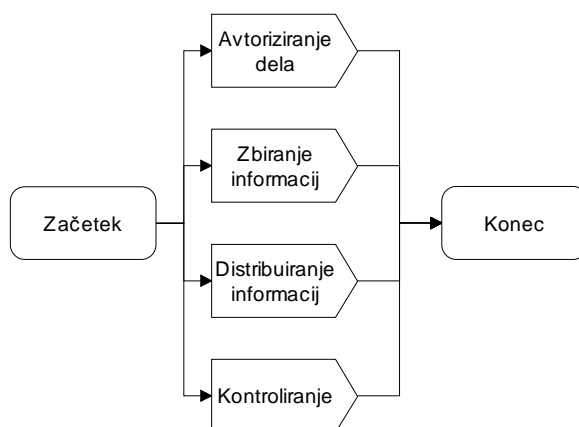 Avtoriziranje
dela
Zbiranje
informacij
Začetek
Konec
Distribuiranje
informacij
Kontroliranje